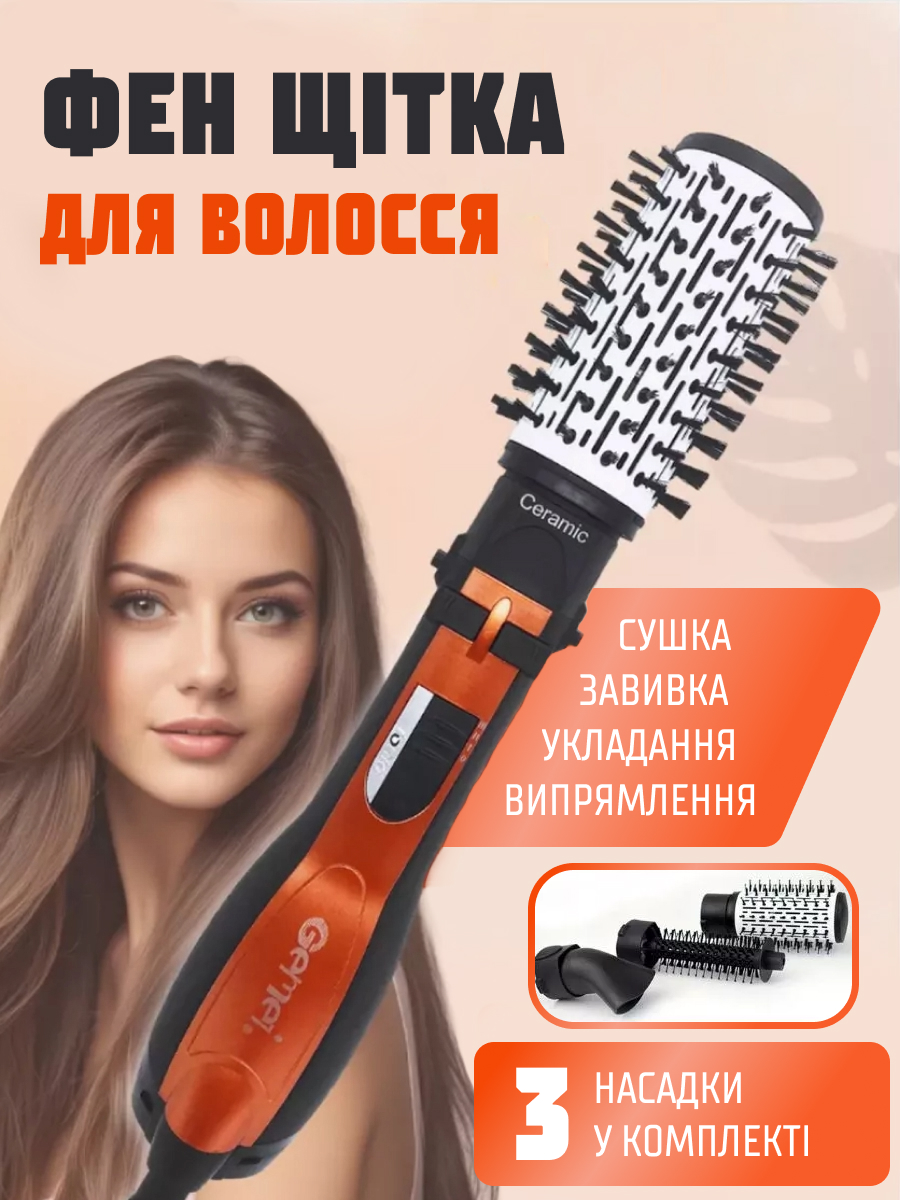 ФЕН ЩІТКА
ДЛЯ ВОЛОССЯ
Ceramic
СУШКА
ЗАВИВКА
УКЛАДАННЯ
ВИПРЯМЛЕННЯ
Gemei®
3 НАСАДКИ
У КОМПЛЕКТІ